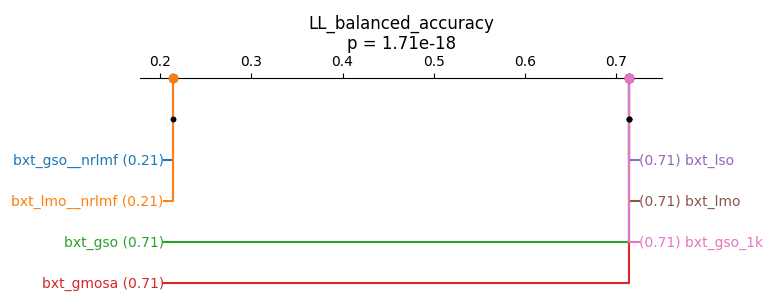 LL_balanced_accuracy
p = 1.71e-18
0.2 0.3 0.4 0.5 0.6 0.7
bxt_gso__nrlmf (0.21) (0.71) bxt_lso
bxt_lmo__nrlmf (0.21) (0.71) bxt_lmo
bxt_gso (0.71) (0.71) bxt_gso_1k
bxt_gmosa (0.71)